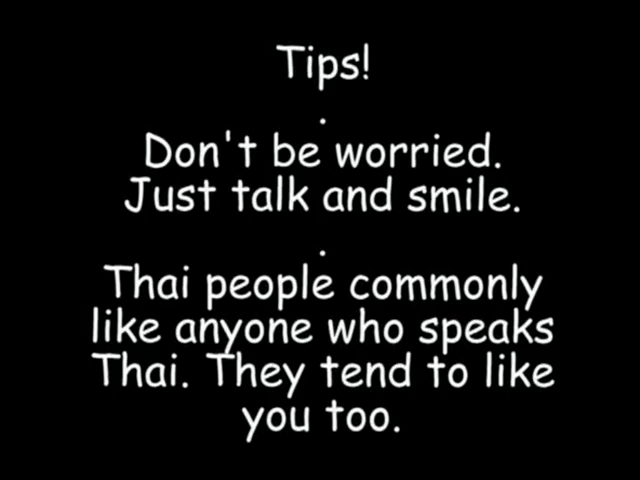 Tips!
.
Don't be worried.
Just talk and smile.
.
Thai people commonly
like anyone who speaks
Thai. They tend to like
you too.